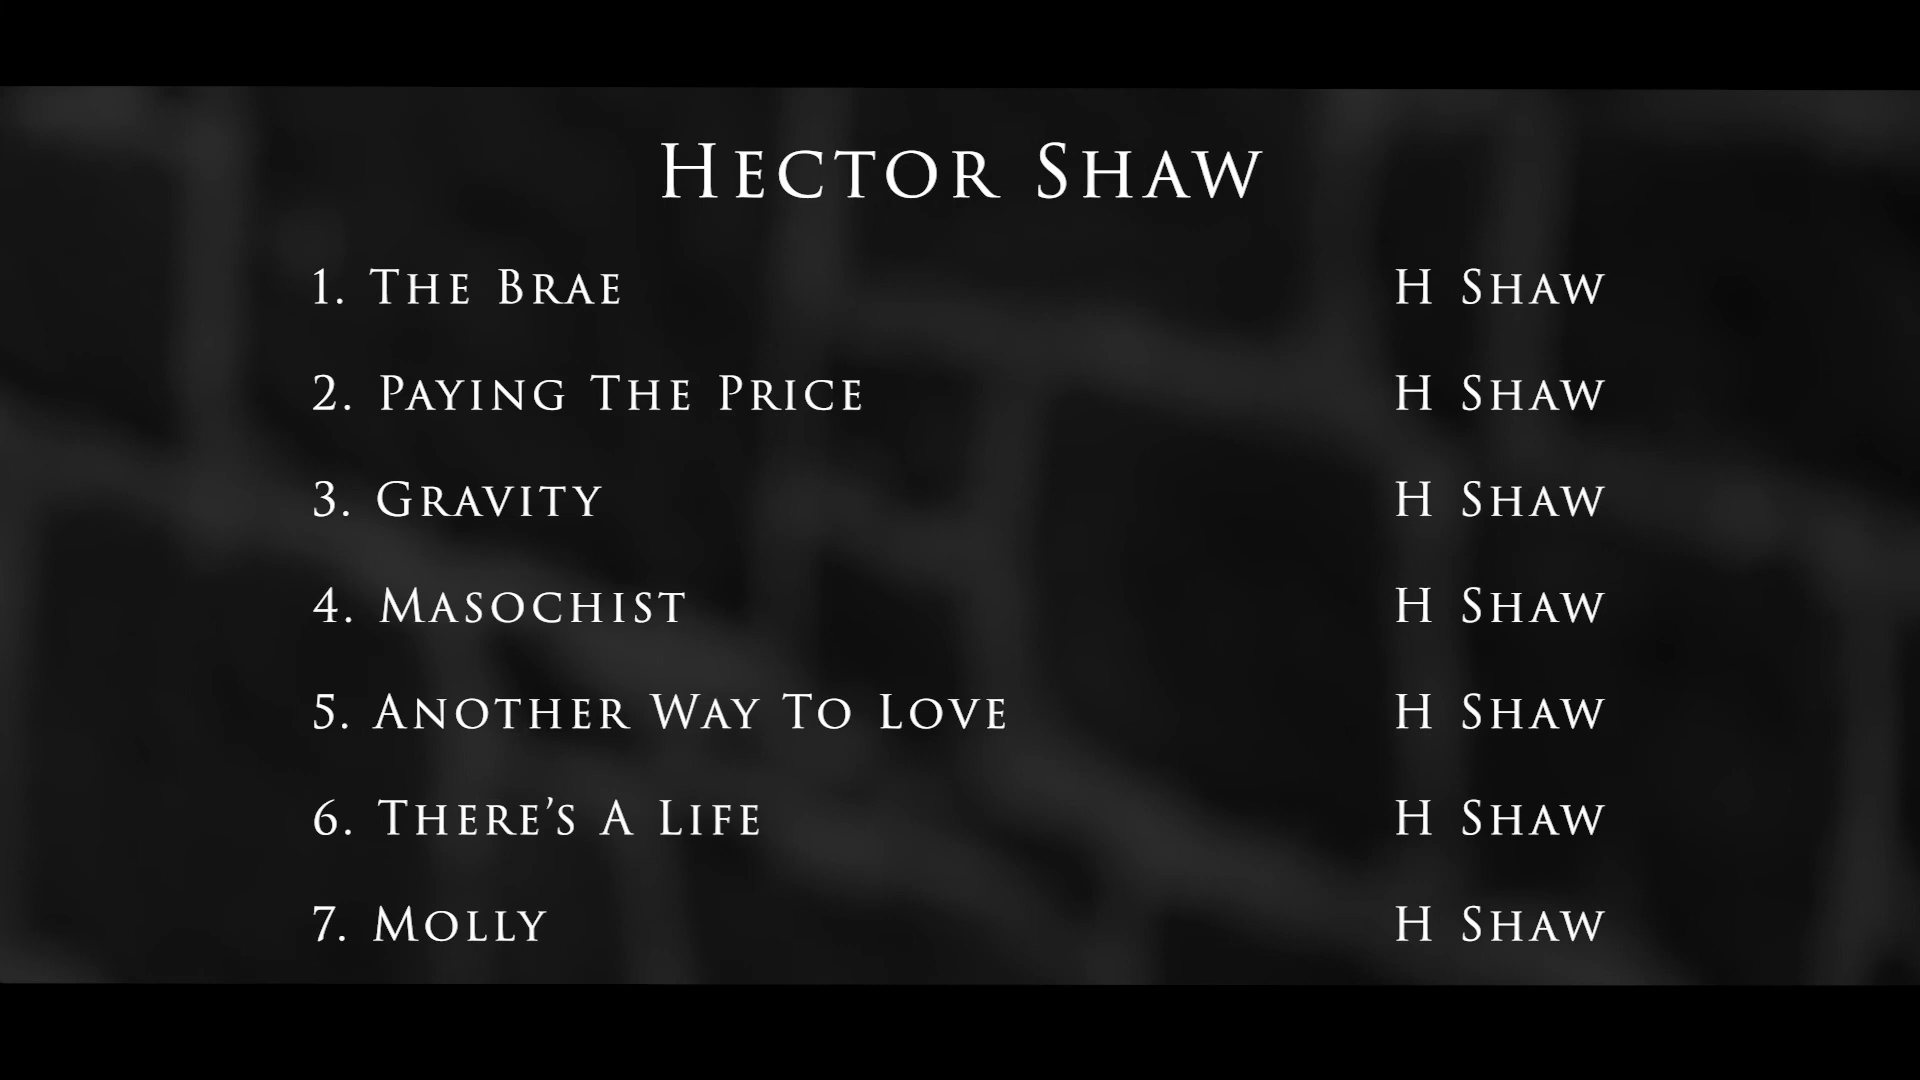 Hector Shaw
1. The Brae H Shaw
2. Paying The Price H Shaw
3. Gravity H Shaw
4. Masochist H Shaw
5. Another Way To Love H Shaw
6. There’s A Life H Shaw
7. Molly H Shaw